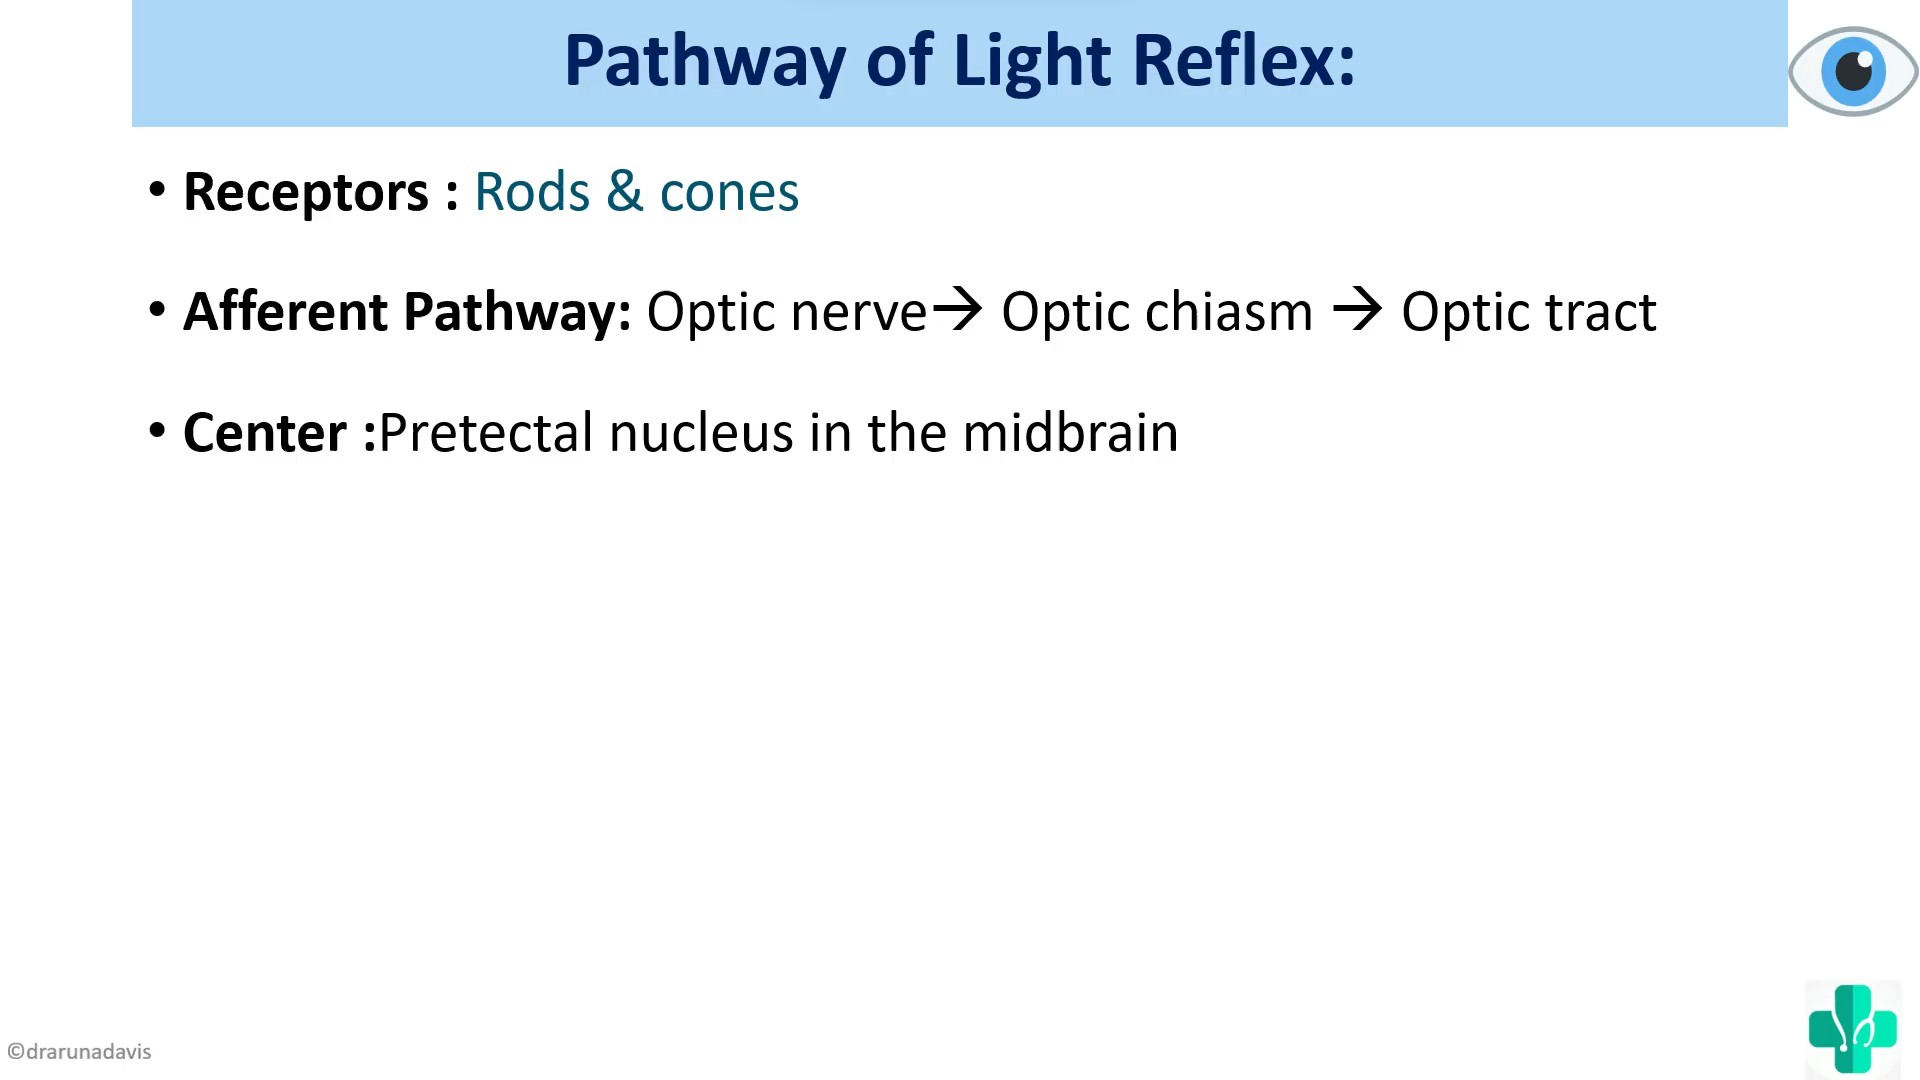 Pathway of Light Reflex:
• Receptors : Rods & cones
• Afferent Pathway: Optic nerve→ Optic chiasm → Optic tract
• Center :Pretectal nucleus in the midbrain
©drarunadavis